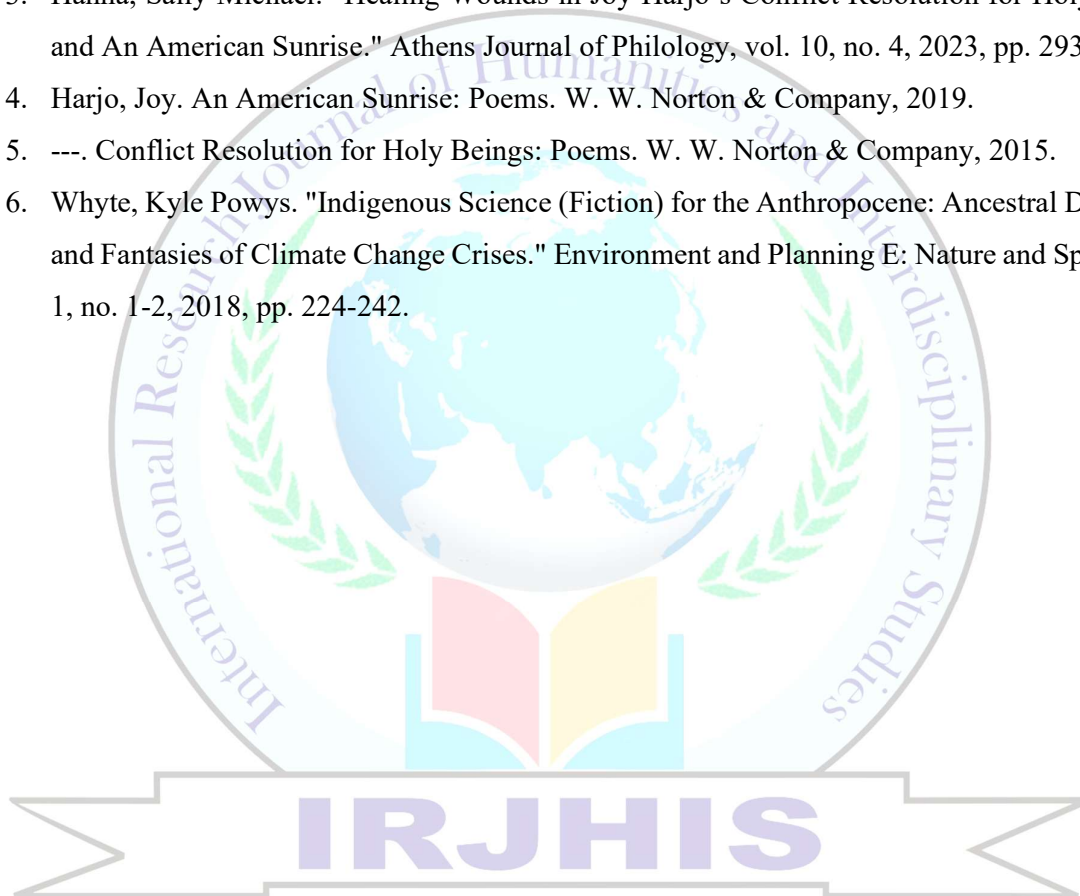 and An American Sunrise." Athens Journal of Philology, vol. 10, no. 4, 2023, pp. 293
4. Harjo, Joy. An American Sunrise: Poems. W. W. Norton & Company, 2019.
5. ---. Conflict Resolution for Holy Beings: Poems. W. W. Norton & Company, 2015.
6. Whyte, Kyle Powys. "Indigenous Science (Fiction) for the Anthropocene: Ancestral D
and Fantasies of Climate Change Crises." Environment and Planning E: Nature and Sp
1, no. 1-2, 2018, pp. 224-242.
International Research Journal of Humanities and Interdisciplinary Studies
IRJHIS